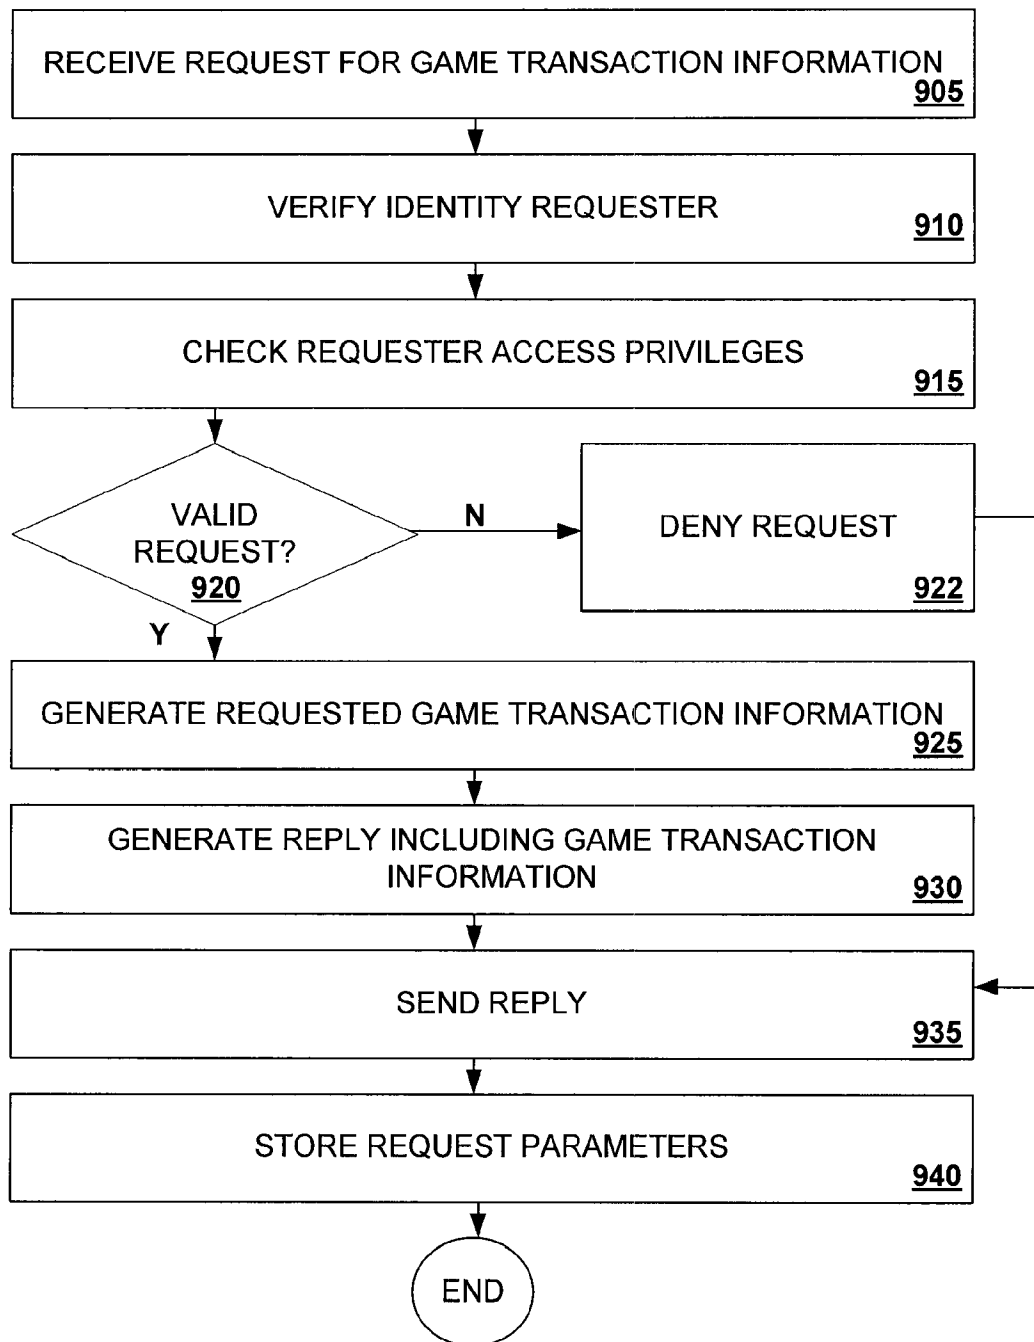 RECEIVE REQUEST FOR GAME TRANSACTION INFORMATION
905
VERIFY IDENTITY REQUESTER
910
CHECK REQUESTER ACCESS PRIVILEGES
915
VALID
REQUEST?
920
N
DENY REQUEST
922
Y
GENERATE REQUESTED GAME TRANSACTION INFORMATION
925
GENERATE REPLY INCLUDING GAME TRANSACTION
INFORMATION
930
SEND REPLY
935
STORE REQUEST PARAMETERS
940
END